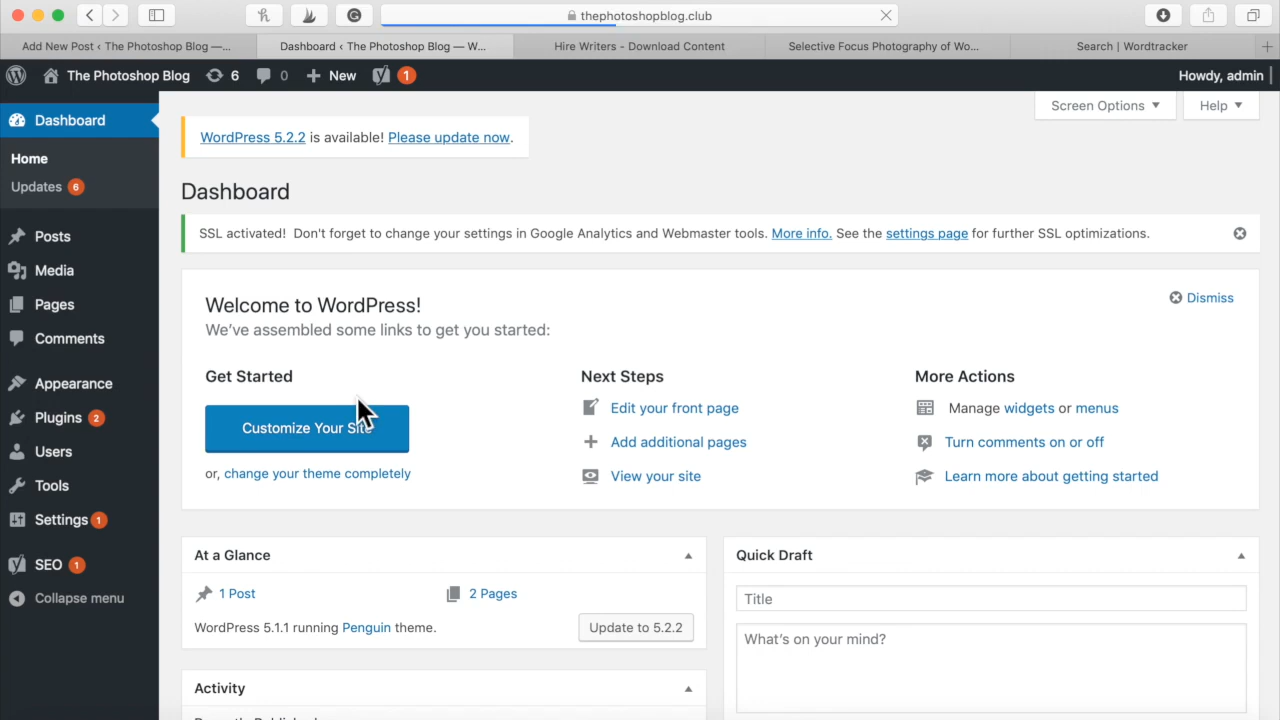 thephotoshopblog.club
Add New Post ‹ The Photoshop Blog —...
Dashboard ‹ The Photoshop Blog — W...
Hire Writers - Download Content
Selective Focus Photography of Wo...
Search | Wordtracker
The Photoshop Blog 6 0 New 1
Howdy, admin
Screen Options
Help
Dashboard
Home
Updates 6
Posts
Media
Pages
Comments
Appearance
Plugins 2
Users
Tools
Settings 1
SEO 1
Collapse menu
WordPress 5.2.2 is available! Please update now.
Dashboard
SSL activated! Don't forget to change your settings in Google Analytics and Webmaster tools. More info. See the settings page for further SSL optimizations.
Welcome to WordPress!
Dismiss
We've assembled some links to get you started:
Get Started
Customize Your Site
or, change your theme completely
Next Steps
Edit your front page
Add additional pages
View your site
More Actions
Manage widgets or menus
Turn comments on or off
Learn more about getting started
At a Glance
1 Post
2 Pages
WordPress 5.1.1 running Penguin theme.
Update to 5.2.2
Activity
Quick Draft
Title
What's on your mind?